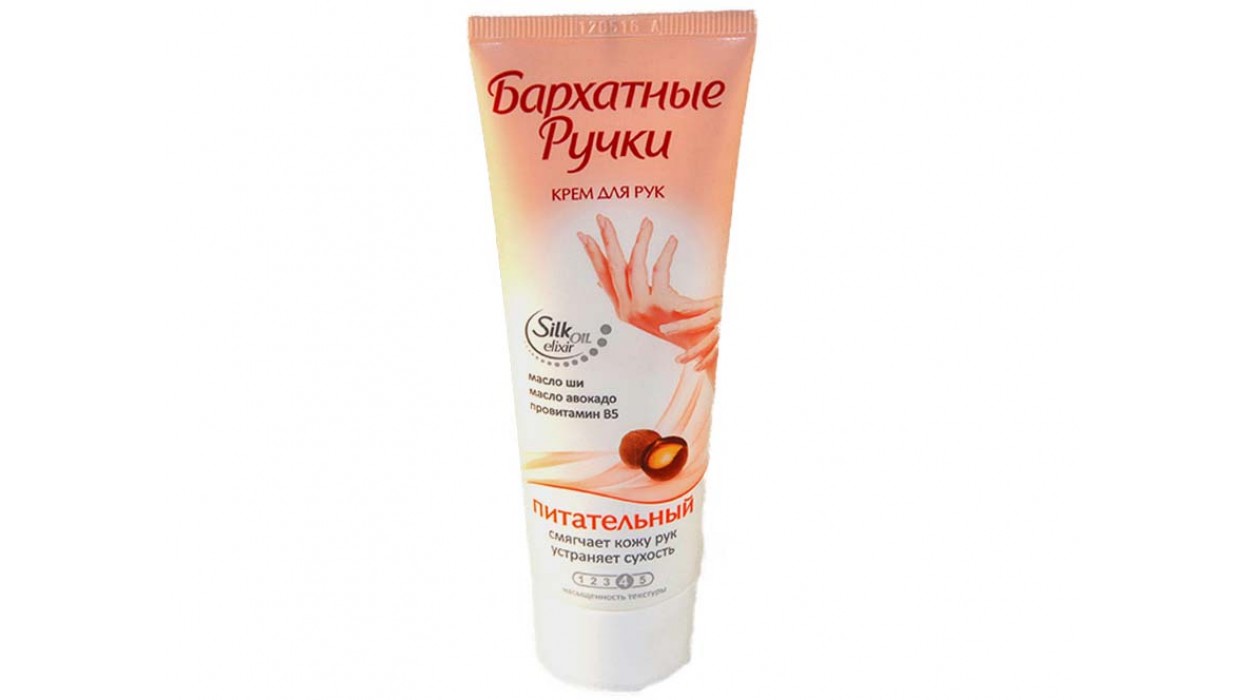 120516 A
Бархатные
Ручки
КРЕМ ДЛЯ РУК
Silk OIL
elixir
масло ши
масло авокадо
провитамин В5
питательный
смягчает кожу рук
устраняет сухость
1 2 3 4 5
насыщенность текстуры